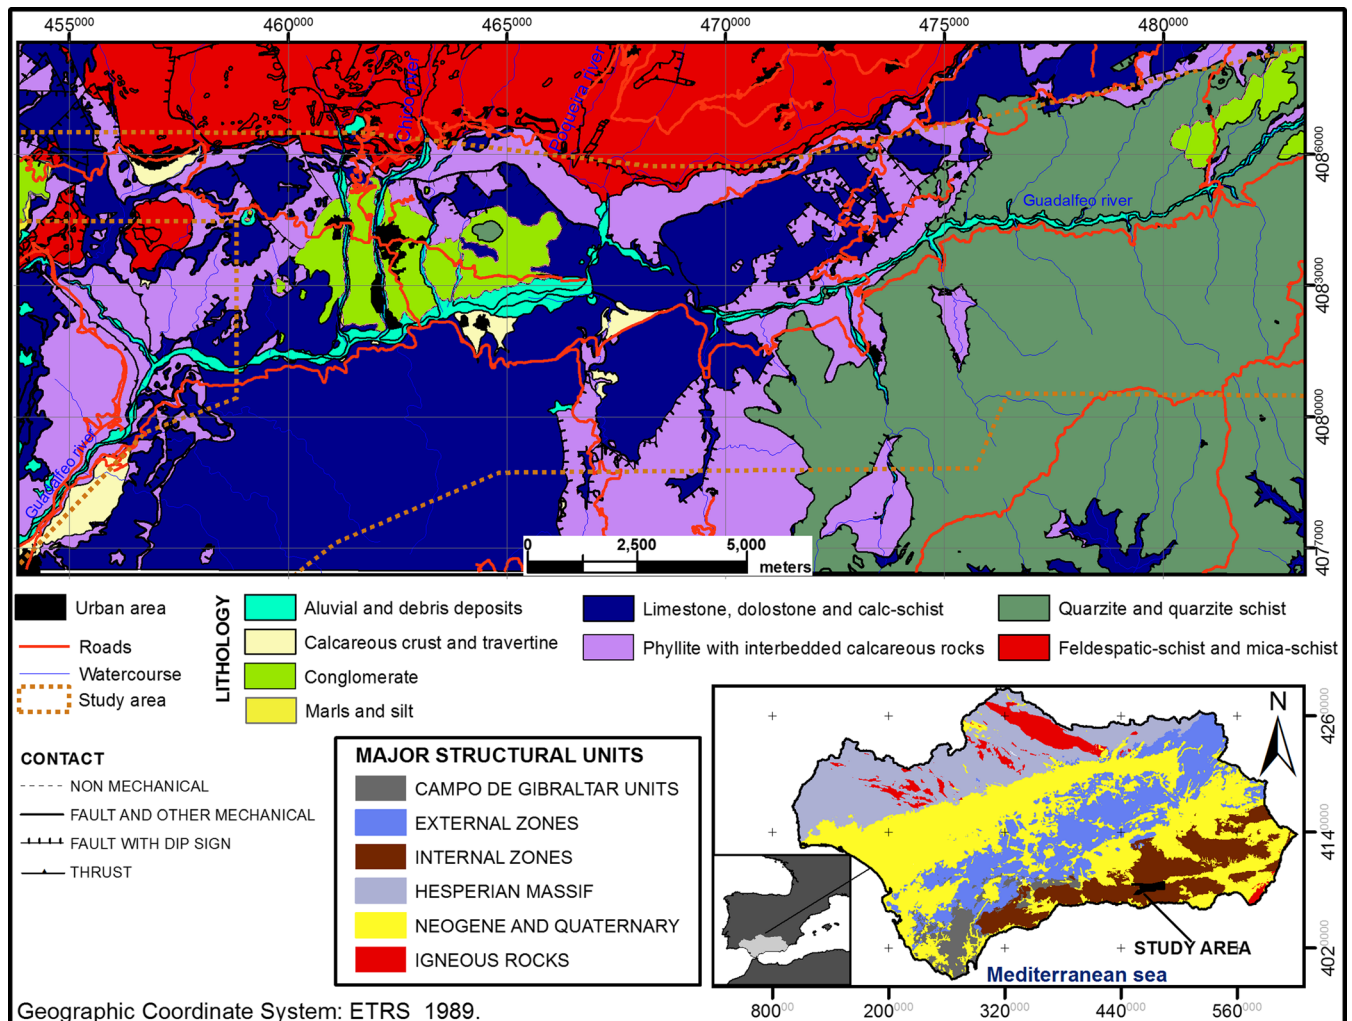 455000 460000 465000 470000 475000 480000
Chico river
Poqueira river
Guadalfeo river
Guadalfeo river
4086000
4083000
4080000
4077000
0 2,500 5,000
meters
Urban area
Roads
Watercourse
Study area
LITHOLOGY
Aluvial and debris deposits
Calcareous crust and travertine
Conglomerate
Marls and silt
Limestone, dolostone and calc-schist
Phyllite with interbedded calcareous rocks
Quarzite and quarzite schist
Feldespatic-schist and mica-schist
CONTACT
NON MECHANICAL
FAULT AND OTHER MECHANICAL
FAULT WITH DIP SIGN
THRUST
MAJOR STRUCTURAL UNITS
CAMPO DE GIBRALTAR UNITS
EXTERNAL ZONES
INTERNAL ZONES
HESPERIAN MASSIF
NEOGENE AND QUATERNARY
IGNEOUS ROCKS
N
STUDY AREA
Mediterranean sea
4260000
4140000
4020000
80000 200000 320000 440000 560000
Geographic Coordinate System: ETRS_1989.